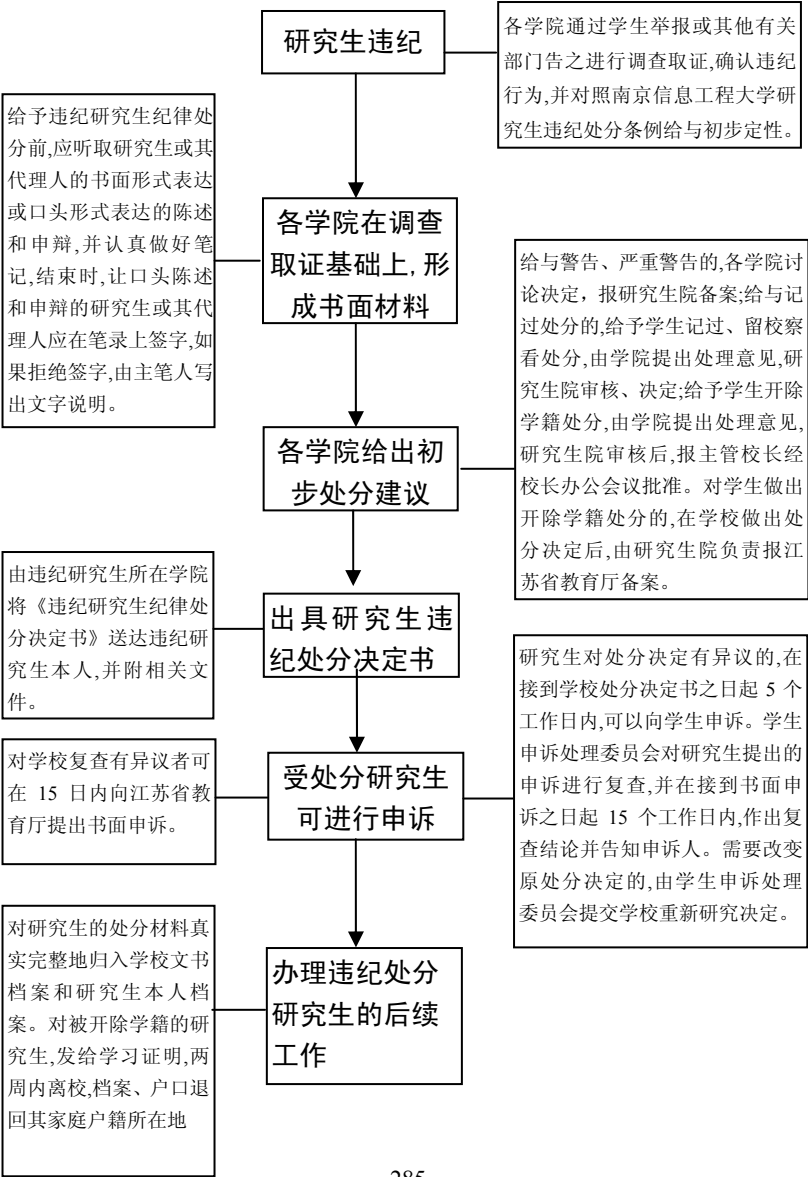 研究生违纪
各学院通过学生举报或其他有关
部门告之进行调查取证,确认违纪
行为,并对照南京信息工程大学研
究生违纪处分条例给与初步定性。
给予违纪研究生纪律处
分前,应听取研究生或其
代理人的书面形式表达
或口头形式表达的陈述
和申辩,并认真做好笔
记,结束时,让口头陈述
和申辩的研究生或其代
理人应在笔录上签字,如
果拒绝签字,由主笔人写
出文字说明。
各学院在调查
取证基础上,形
成书面材料
给与警告、严重警告的,各学院讨
论决定，报研究生院备案;给与记
过处分的,给予学生记过、留校察
看处分,由学院提出处理意见,研
究生院审核、决定;给予学生开除
学籍处分,由学院提出处理意见,
研究生院审核后,报主管校长经
校长办公会议批准。对学生做出
开除学籍处分的,在学校做出处
分决定后,由研究生院负责报江
苏省教育厅备案。
各学院给出初
步处分建议
由违纪研究生所在学院
将《违纪研究生纪律处
分决定书》送达违纪研
究生本人,并附相关文
件。
出具研究生违
纪处分决定书
研究生对处分决定有异议的,在
接到学校处分决定书之日起 5 个
工作日内,可以向学生申诉。学生
申诉处理委员会对研究生提出的
申诉进行复查,并在接到书面申
诉之日起 15 个工作日内,作出复
查结论并告知申诉人。需要改变
原处分决定的,由学生申诉处理
委员会提交学校重新研究决定。
对学校复查有异议者可
在 15 日内向江苏省教
育厅提出书面申诉。
受处分研究生
可进行申诉
对研究生的处分材料真
实完整地归入学校文书
档案和研究生本人档
案。对被开除学籍的研
究生,发给学习证明,两
周内离校,档案、户口退
回其家庭户籍所在地
办理违纪处分
研究生的后续
工作
285